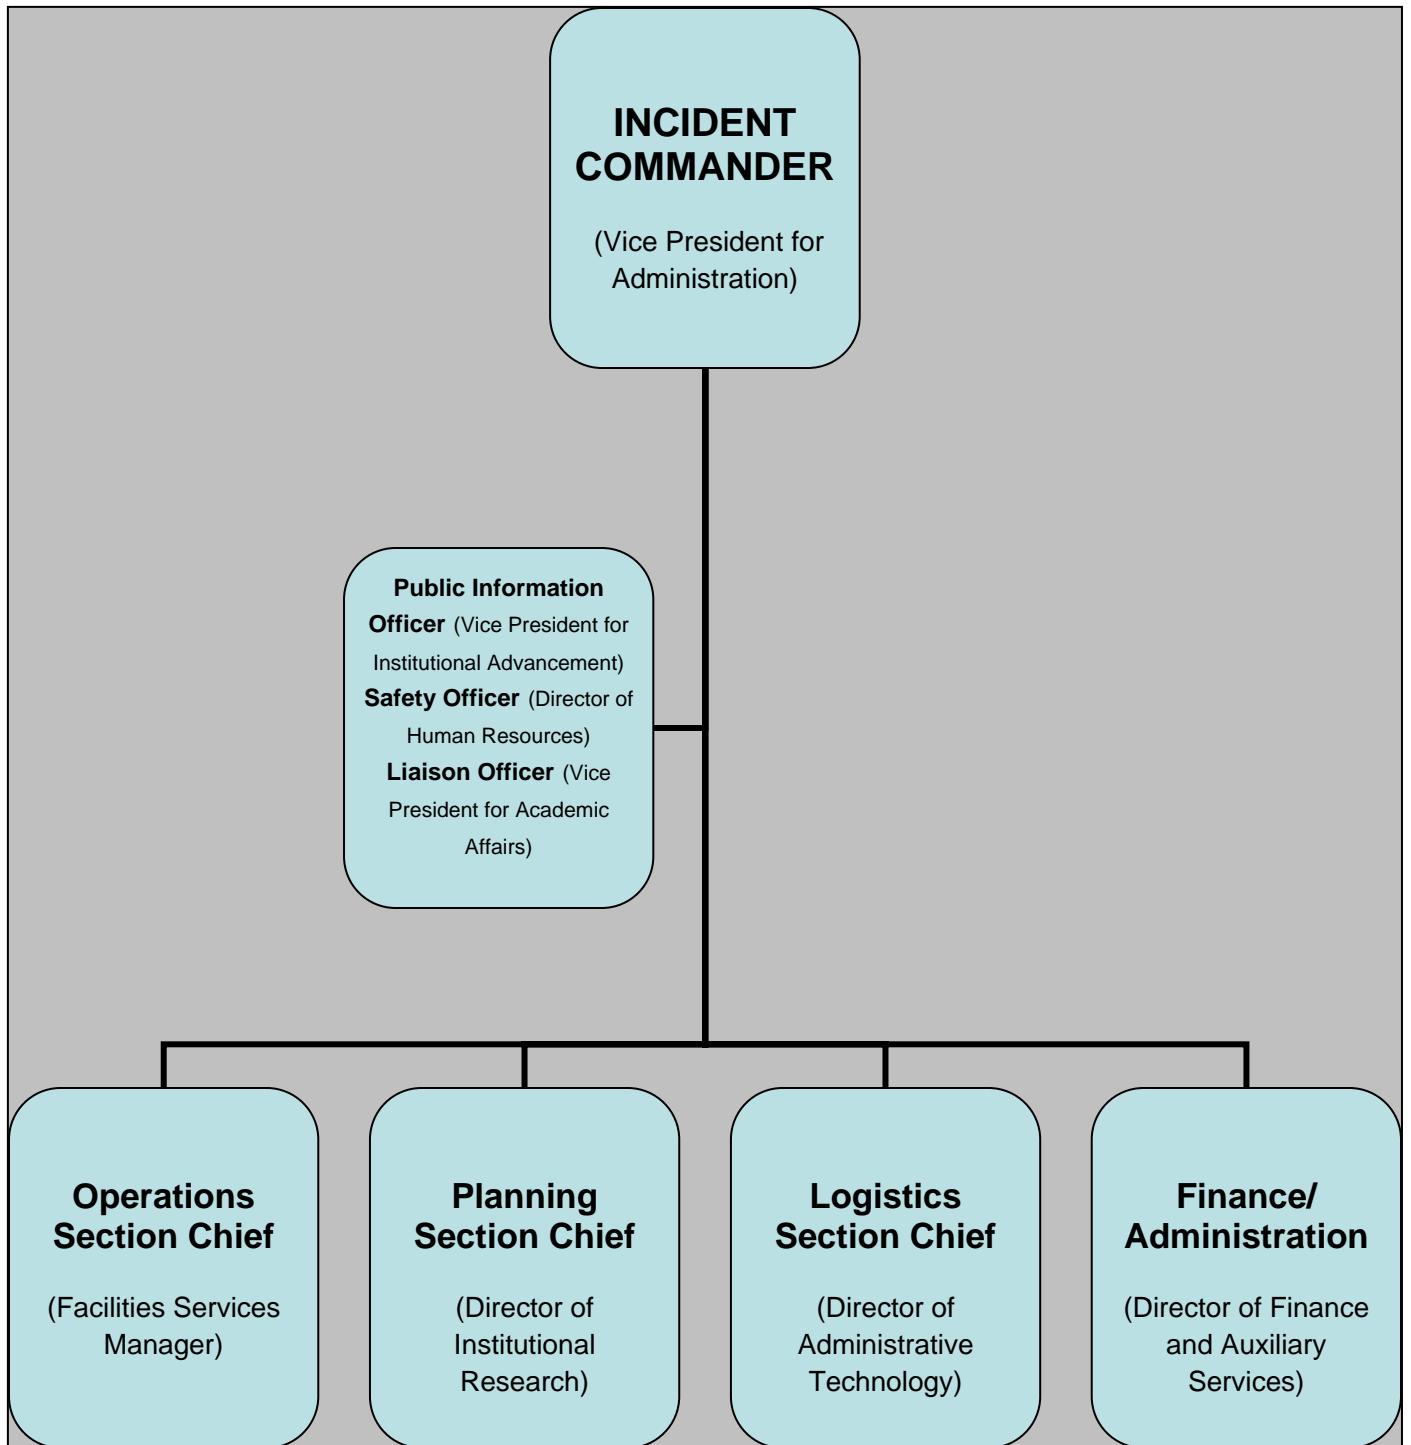 INCIDENT
COMMANDER
(Vice President for
Administration)
Public Information
Officer (Vice President for
Institutional Advancement)
Safety Officer (Director of
Human Resources)
Liaison Officer (Vice
President for Academic
Affairs)
Operations
Section Chief
(Facilities Services
Manager)
Planning
Section Chief
(Director of
Institutional
Research)
Logistics
Section Chief
(Director of
Administrative
Technology)
Finance/
Administration
(Director of Finance
and Auxiliary
Services)